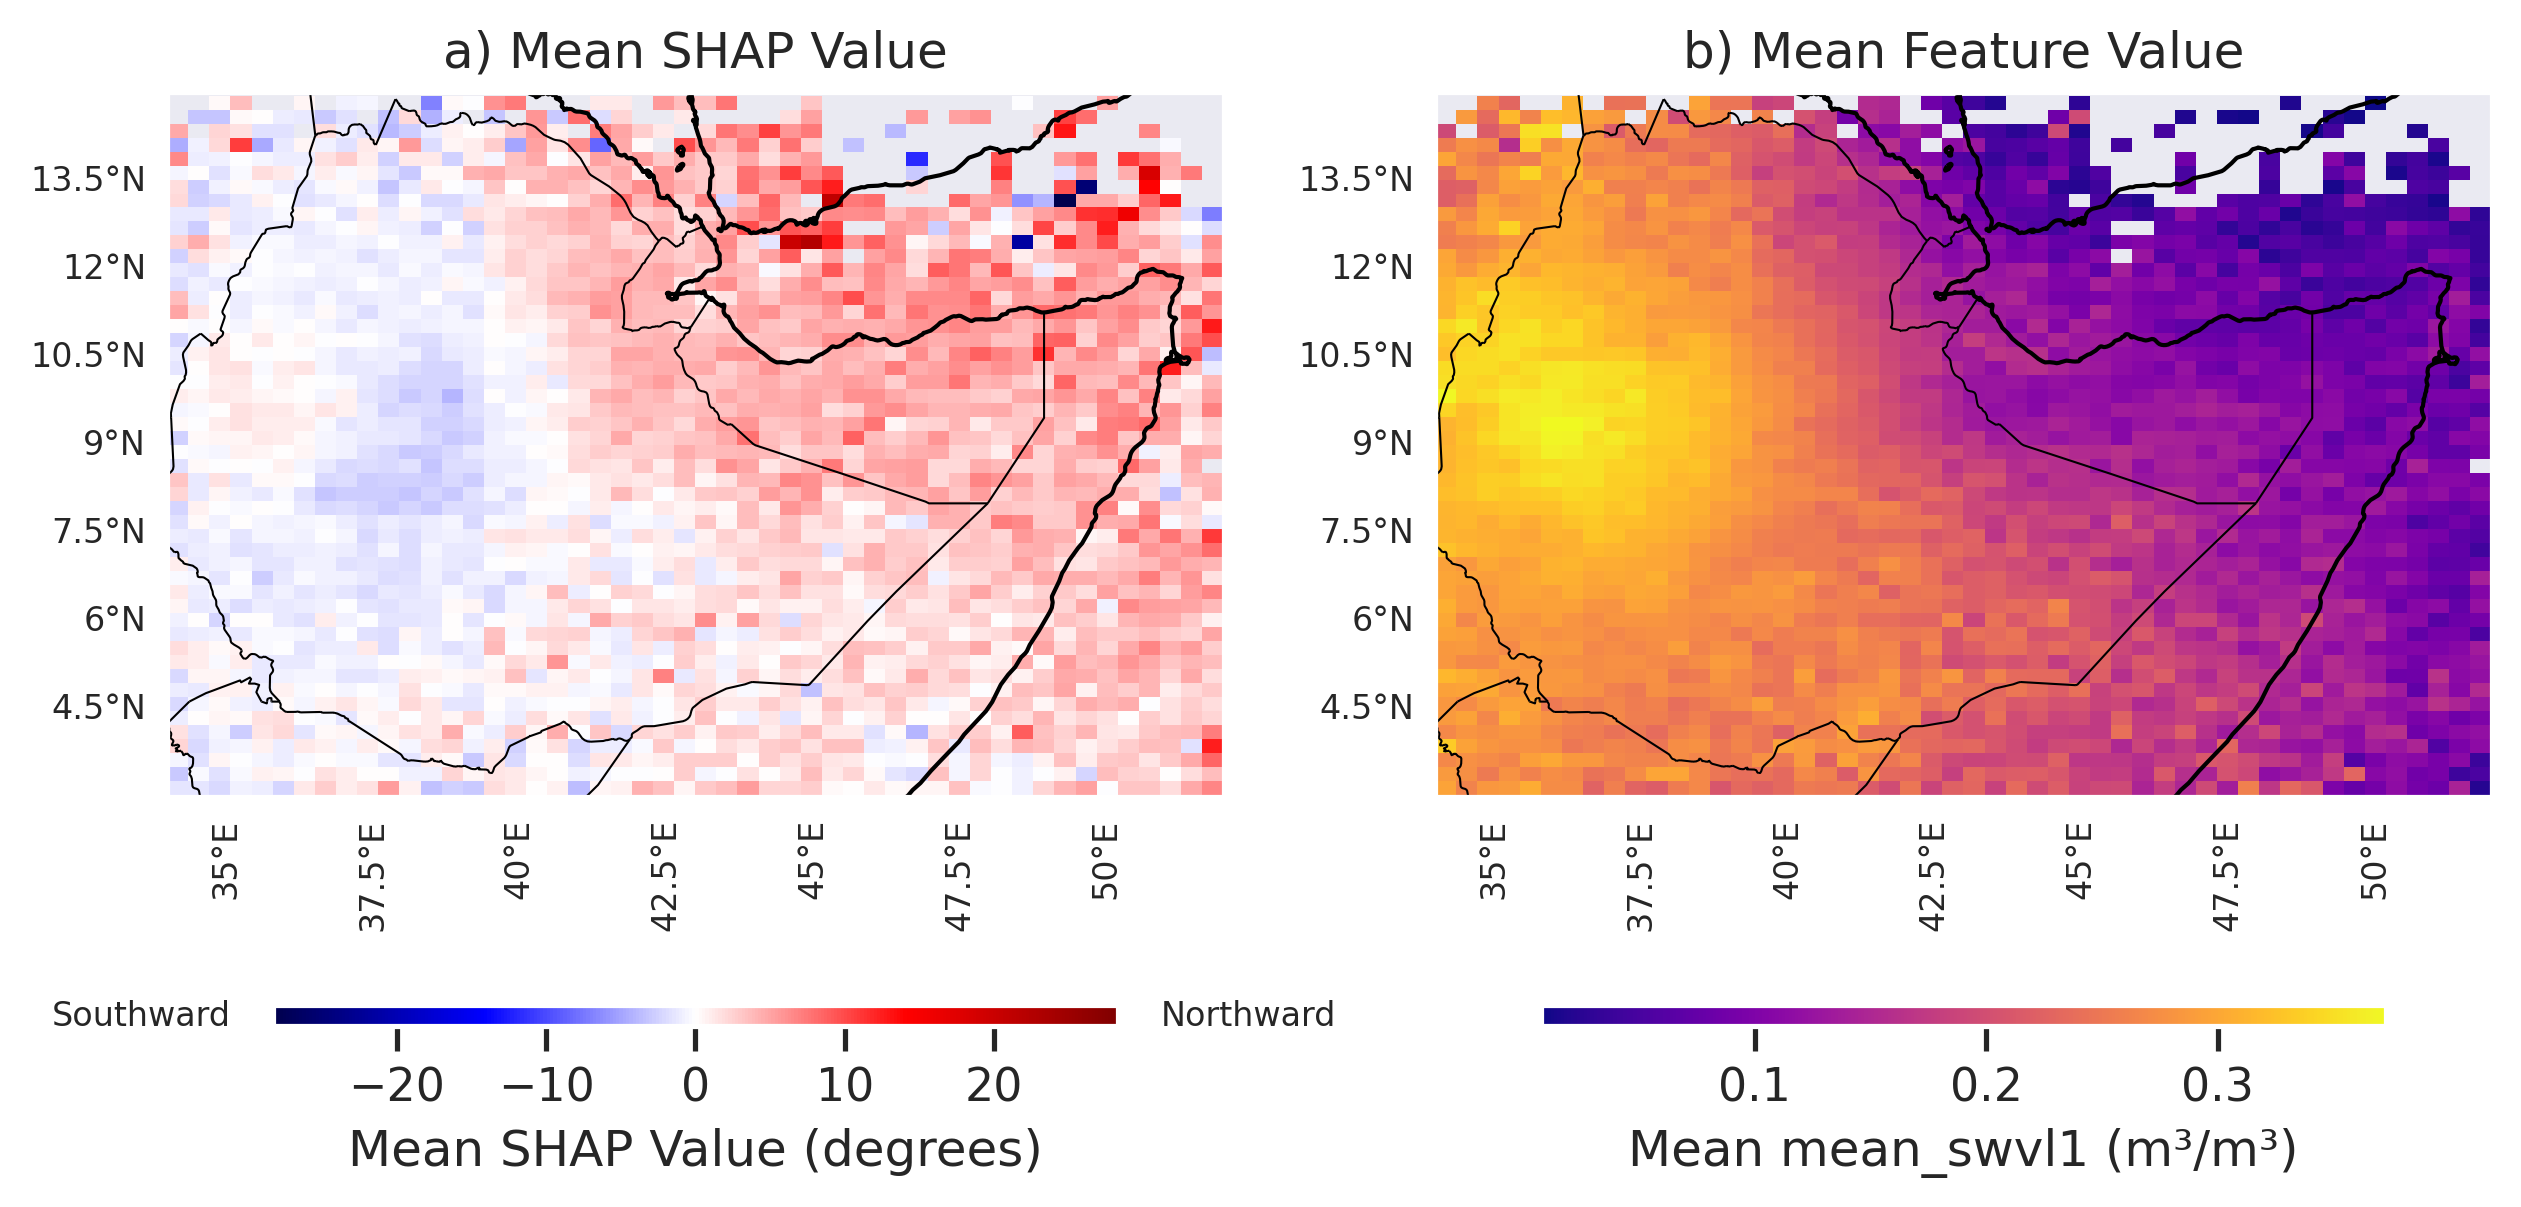 a) Mean SHAP Value
13.5°N
12°N
10.5°N
9°N
7.5°N
6°N
4.5°N
35°E
37.5°E
40°E
42.5°E
45°E
47.5°E
50°E
Southward
Northward
−20
−10
0
10
20
Mean SHAP Value (degrees)
b) Mean Feature Value
13.5°N
12°N
10.5°N
9°N
7.5°N
6°N
4.5°N
35°E
37.5°E
40°E
42.5°E
45°E
47.5°E
50°E
0.1
0.2
0.3
Mean mean_swvl1 (m³/m³)